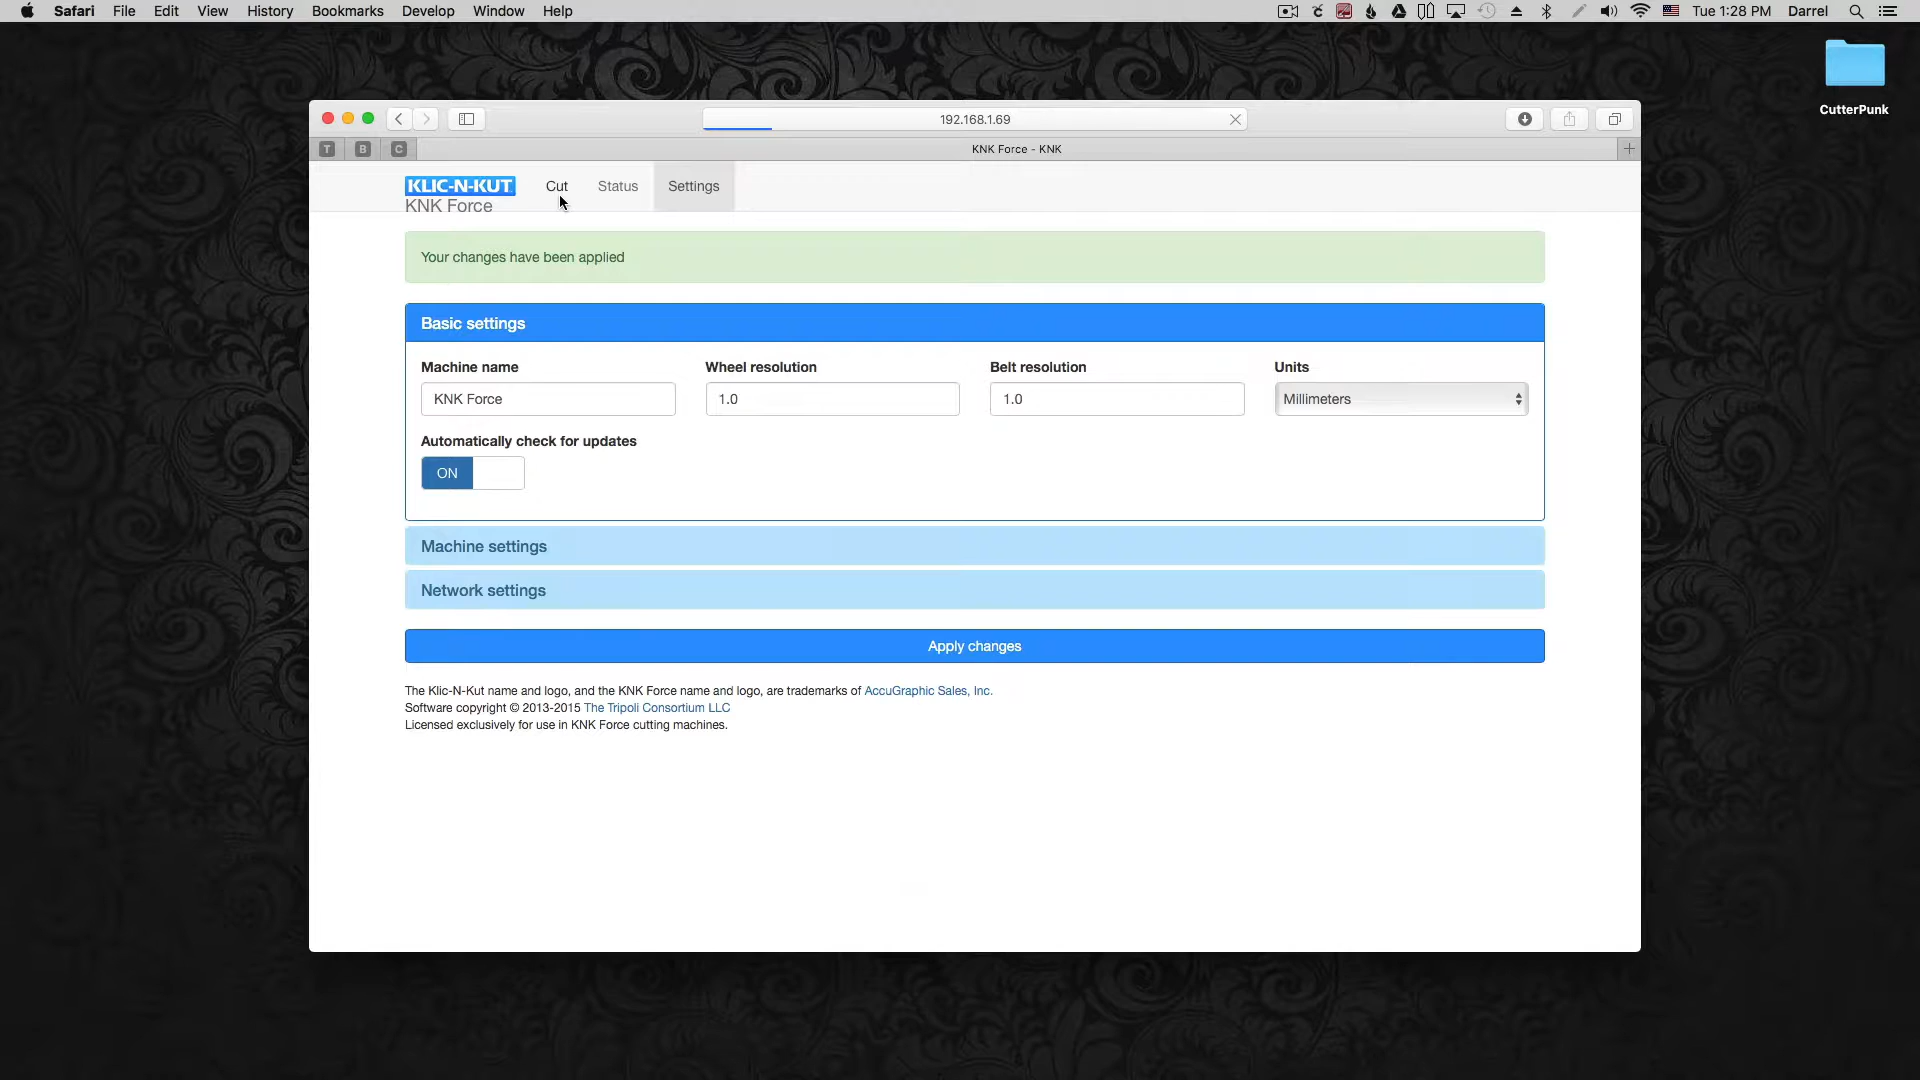 Safari File Edit View History Bookmarks Develop Window Help Tue 1:28 PM Darrel
CutterPunk
192.168.1.69
T B C KNK Force - KNK
KLIC-N-KUT Cut Status Settings
KNK Force
Your changes have been applied
Basic settings
Machine name Wheel resolution Belt resolution Units
KNK Force 1.0 1.0 Millimeters
Automatically check for updates
ON
Machine settings
Network settings
Apply changes
The Klic-N-Kut name and logo, and the KNK Force name and logo, are trademarks of AccuGraphic Sales, Inc.
Software copyright © 2013-2015 The Tripoli Consortium LLC
Licensed exclusively for use in KNK Force cutting machines.